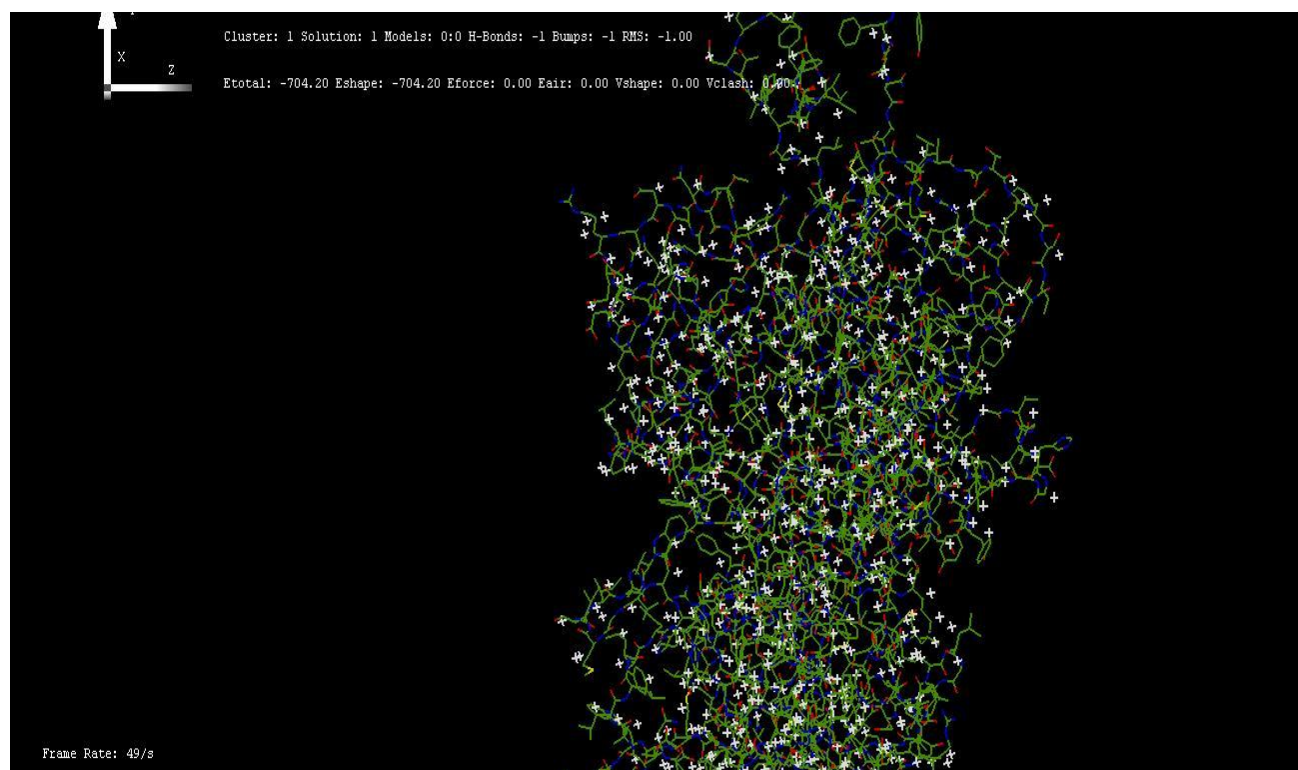 X
Z
Cluster: 1 Solution: 1 Models: 0:0 H-Bonds: -1 Bumps: -1 RMS: -1.00
Etotal: -704.20 Eshape: -704.20 Eforce: 0.00 Eair: 0.00 Vshape: 0.00 Vclash: 0.00
Frame Rate: 49/s